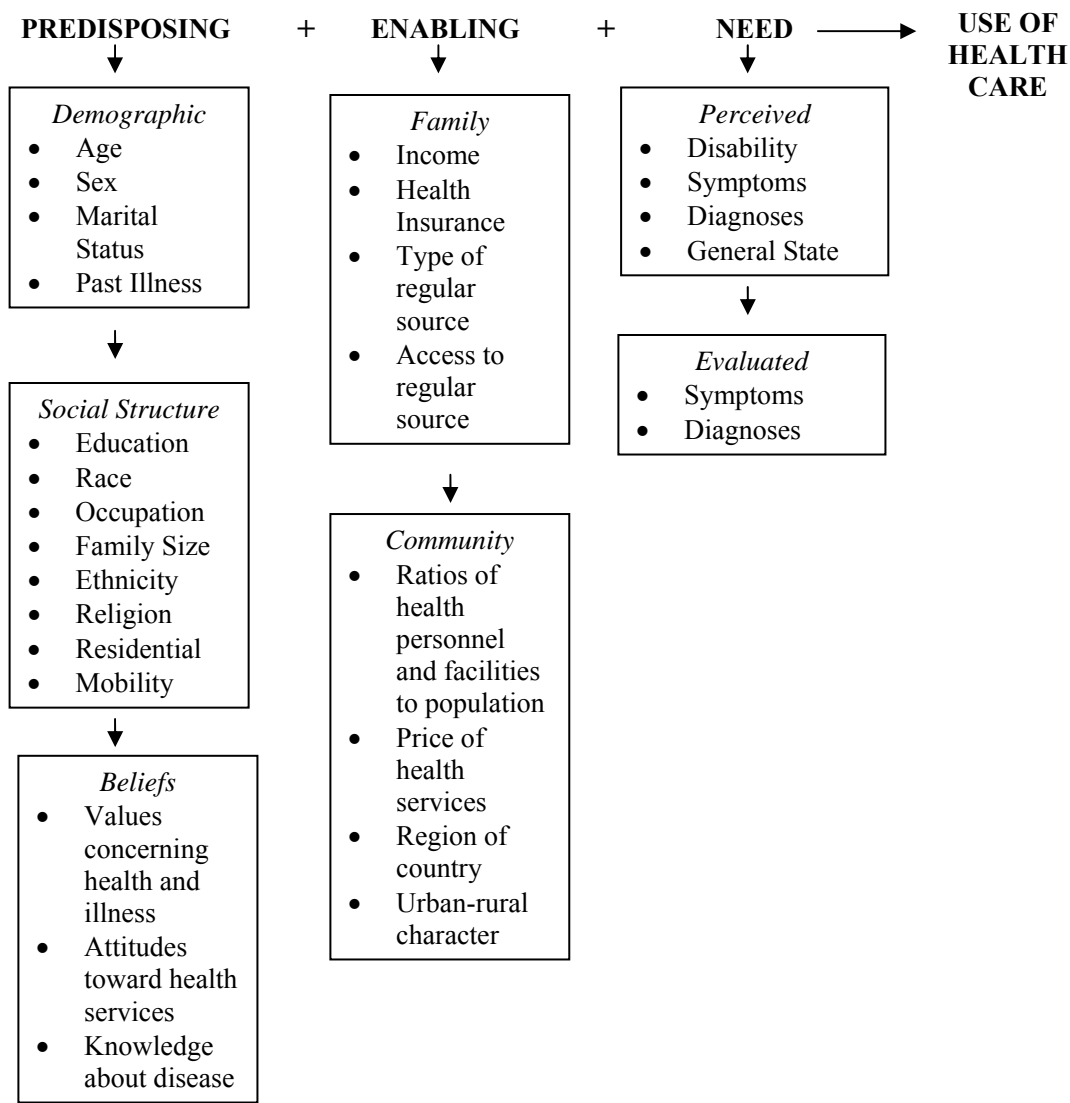 PREDISPOSING + ENABLING + NEED USE OF
HEALTH
CARE
Demographic
• Age
• Sex
• Marital
Status
• Past Illness
Social Structure
• Education
• Race
• Occupation
• Family Size
• Ethnicity
• Religion
• Residential
• Mobility
Beliefs
• Values
concerning
health and
illness
• Attitudes
toward health
services
• Knowledge
about disease
Family
• Income
• Health
Insurance
• Type of
regular
source
• Access to
regular
source
Community
• Ratios of
health
personnel
and facilities
to population
• Price of
health
services
• Region of
country
• Urban-rural
character
Perceived
• Disability
• Symptoms
• Diagnoses
• General State
Evaluated
• Symptoms
• Diagnoses